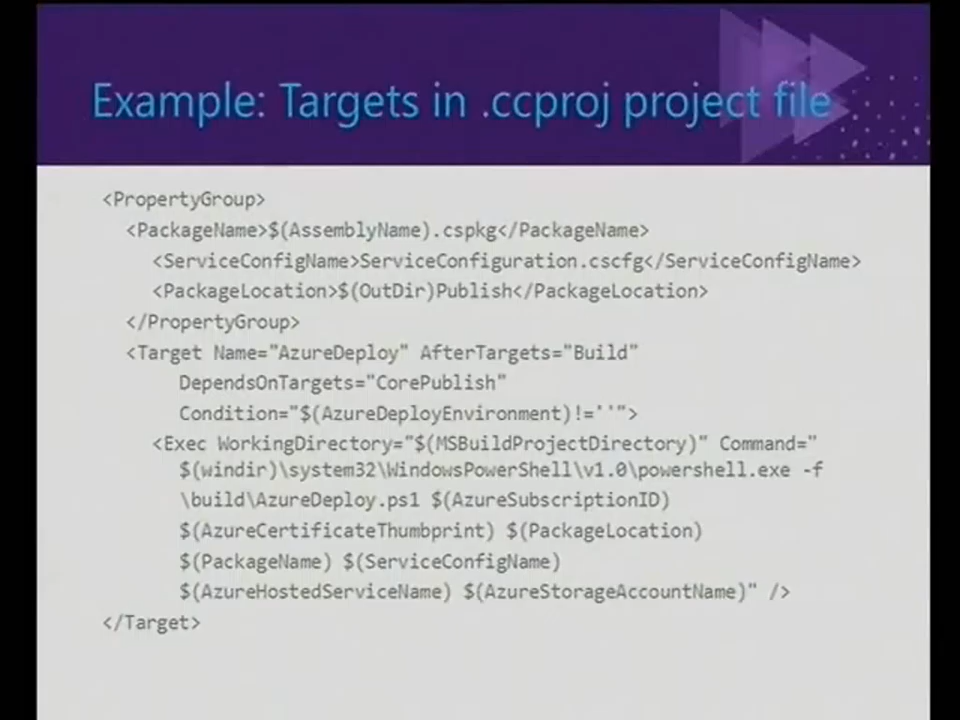 Example: Targets in .ccproj project file
<PropertyGroup>
<PackageName>$(AssemblyName).cspkg</PackageName>
<ServiceConfigName>ServiceConfiguration.cscfg</ServiceConfigName>
<PackageLocation>$(OutDir)Publish</PackageLocation>
</PropertyGroup>
<Target Name="AzureDeploy" AfterTargets="Build"
DependsOnTargets="CorePublish"
Condition="$(AzureDeployEnvironment)!=''">
<Exec WorkingDirectory="$(MSBuildProjectDirectory)" Command="
$(windir)\system32\WindowsPowerShell\v1.0\powershell.exe -f
\build\AzureDeploy.ps1 $(AzureSubscriptionID)
$(AzureCertificateThumbprint) $(PackageLocation)
$(PackageName) $(ServiceConfigName)
$(AzureHostedServiceName) $(AzureStorageAccountName)" />
</Target>